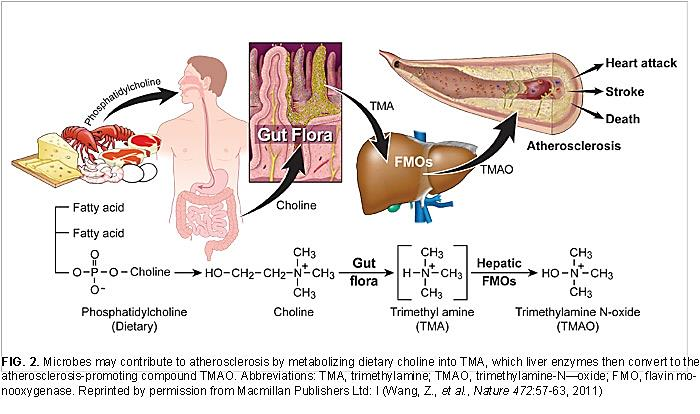 Phosphatidylcholine
Gut Flora
Choline
TMA
FMOs
TMAO
Heart attack
Stroke
Death
Atherosclerosis
Fatty acid
Fatty acid
O
O–P–O–Choline
O-
Phosphatidylcholine
(Dietary)
CH3
HO–CH2–CH2–N+–CH3
CH3
Choline
Gut
flora
CH3
H–N+–CH3
CH3
Trimethyl amine
(TMA)
Hepatic
FMOs
CH3
HO–N+–CH3
CH3
Trimethylamine N-oxide
(TMAO)
FIG. 2. Microbes may contribute to atherosclerosis by metabolizing dietary choline into TMA, which liver enzymes then convert to the
atherosclerosis-promoting compound TMAO. Abbreviations: TMA, trimethylamine; TMAO, trimethylamine-N—oxide; FMO, flavin mo-
nooxygenase. Reprinted by permission from Macmillan Publishers Ltd: l (Wang, Z., et al., Nature 472:57-63, 2011)